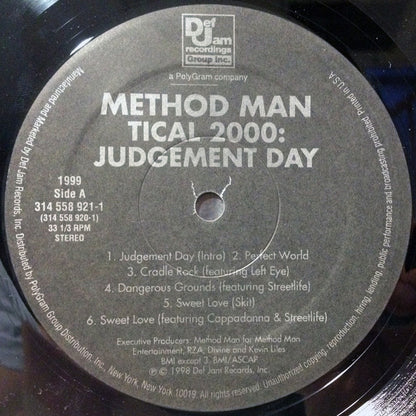 Def
Jam
recordings
Group Inc.
a PolyGram company
METHOD MAN
TICAL 2000:
JUDGEMENT DAY
1999
Side A
314 558 921-1
(314 558 920-1)
33 1/3 RPM
STEREO
1. Judgement Day (Intro) 2. Perfect World
3. Cradle Rock (featuring Left Eye)
4. Dangerous Grounds (featuring Streetlife)
5. Sweet Love (Skit)
6. Sweet Love (featuring Cappadonna & Streetlife)
Executive Producers: Method Man for Method Man
Entertainment, RZA, Divine and Kevin Liles
BMI except 3. BMI/ASCAP
℗ © 1998 Def Jam Records, Inc.
Manufactured and Marketed by Def Jam Records, Inc. Distributed by PolyGram Group Distribution, Inc., New York, New York 10019. All rights reserved. Unauthorized copying, reproduction, hiring, lending, public performance and broadcasting prohibited. Printed in U.S.A.